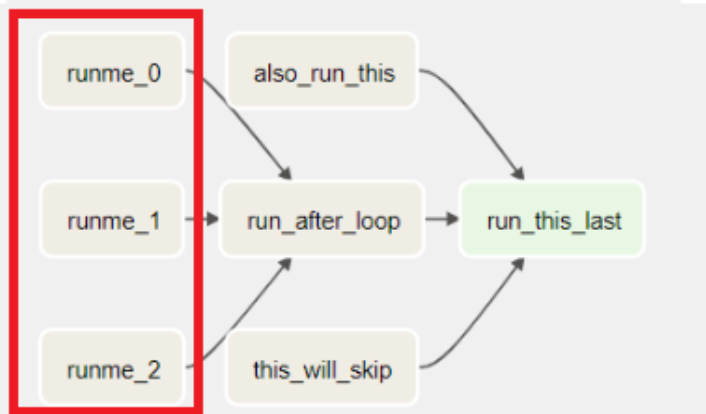 runme_0
also_run_this
runme_1
run_after_loop
run_this_last
runme_2
this_will_skip